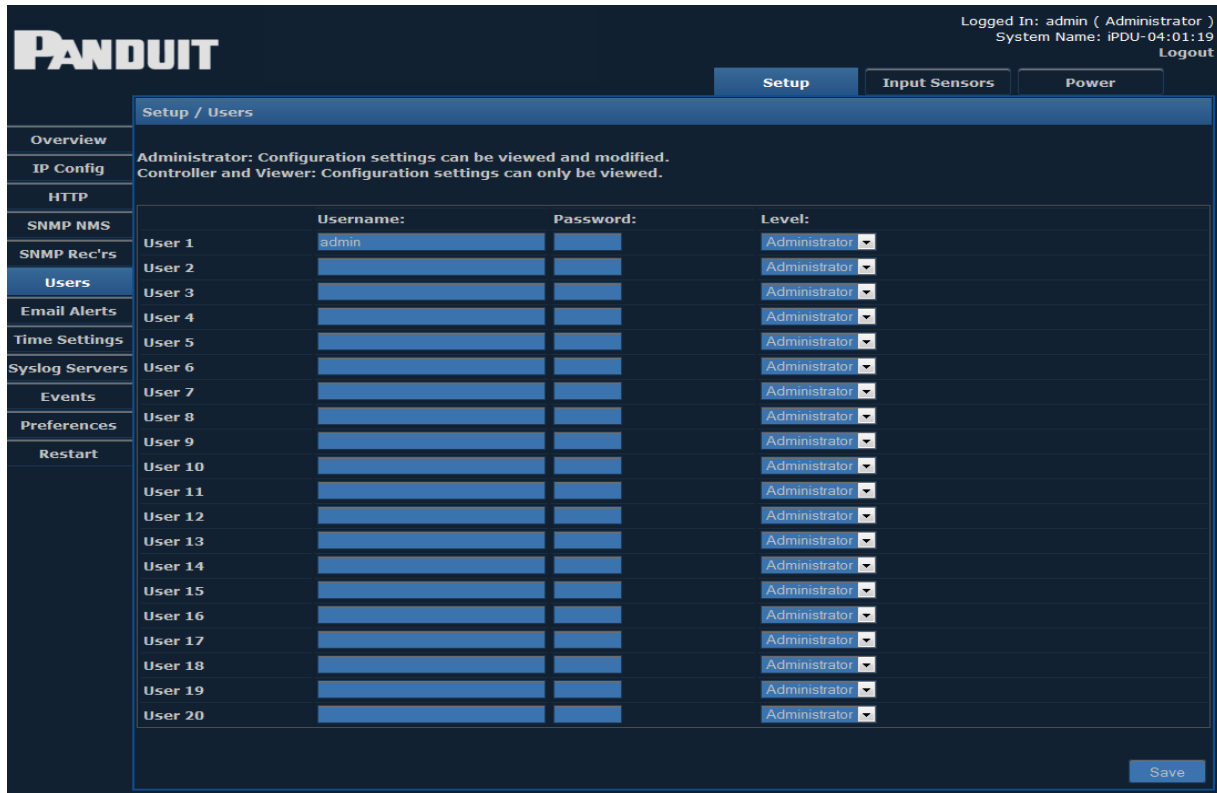 PANDUIT
Logged In: admin ( Administrator )
System Name: iPDU-04:01:19
Logout
Setup
Input Sensors
Power
Setup / Users
Overview
IP Config
HTTP
SNMP NMS
SNMP Rec'rs
Users
Email Alerts
Time Settings
Syslog Servers
Events
Preferences
Restart
Administrator: Configuration settings can be viewed and modified.
Controller and Viewer: Configuration settings can only be viewed.
Username: Password: Level:
User 1 admin Administrator
User 2 Administrator
User 3 Administrator
User 4 Administrator
User 5 Administrator
User 6 Administrator
User 7 Administrator
User 8 Administrator
User 9 Administrator
User 10 Administrator
User 11 Administrator
User 12 Administrator
User 13 Administrator
User 14 Administrator
User 15 Administrator
User 16 Administrator
User 17 Administrator
User 18 Administrator
User 19 Administrator
User 20 Administrator
Save